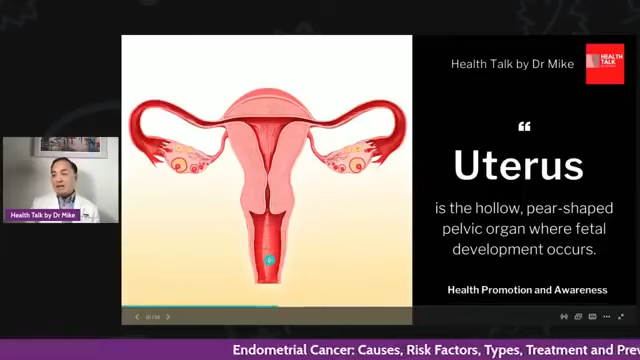 Health Talk by Dr Mike
HEALTH
TALK
“
Uterus
is the hollow, pear-shaped
pelvic organ where fetal
development occurs.
Health Promotion and Awareness
Health Talk by Dr Mike
Endometrial Cancer: Causes, Risk Factors, Types, Treatment and Prev